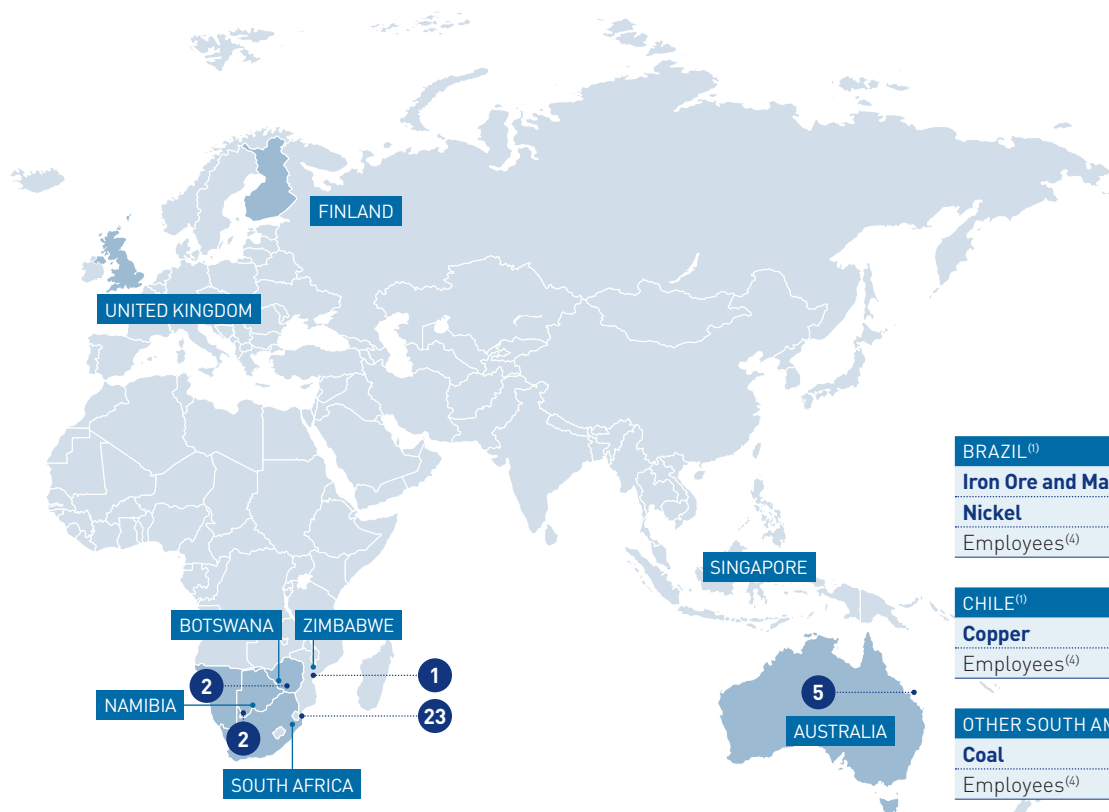 FINLAND
UNITED KINGDOM
SINGAPORE
BOTSWANA
ZIMBABWE
2
1
NAMIBIA
23
2
SOUTH AFRICA
5
AUSTRALIA
BRAZIL(1)
Iron Ore and Ma
Nickel
Employees(4)
CHILE(1)
Copper
Employees(4)
OTHER SOUTH AM
Coal
Employees(4)